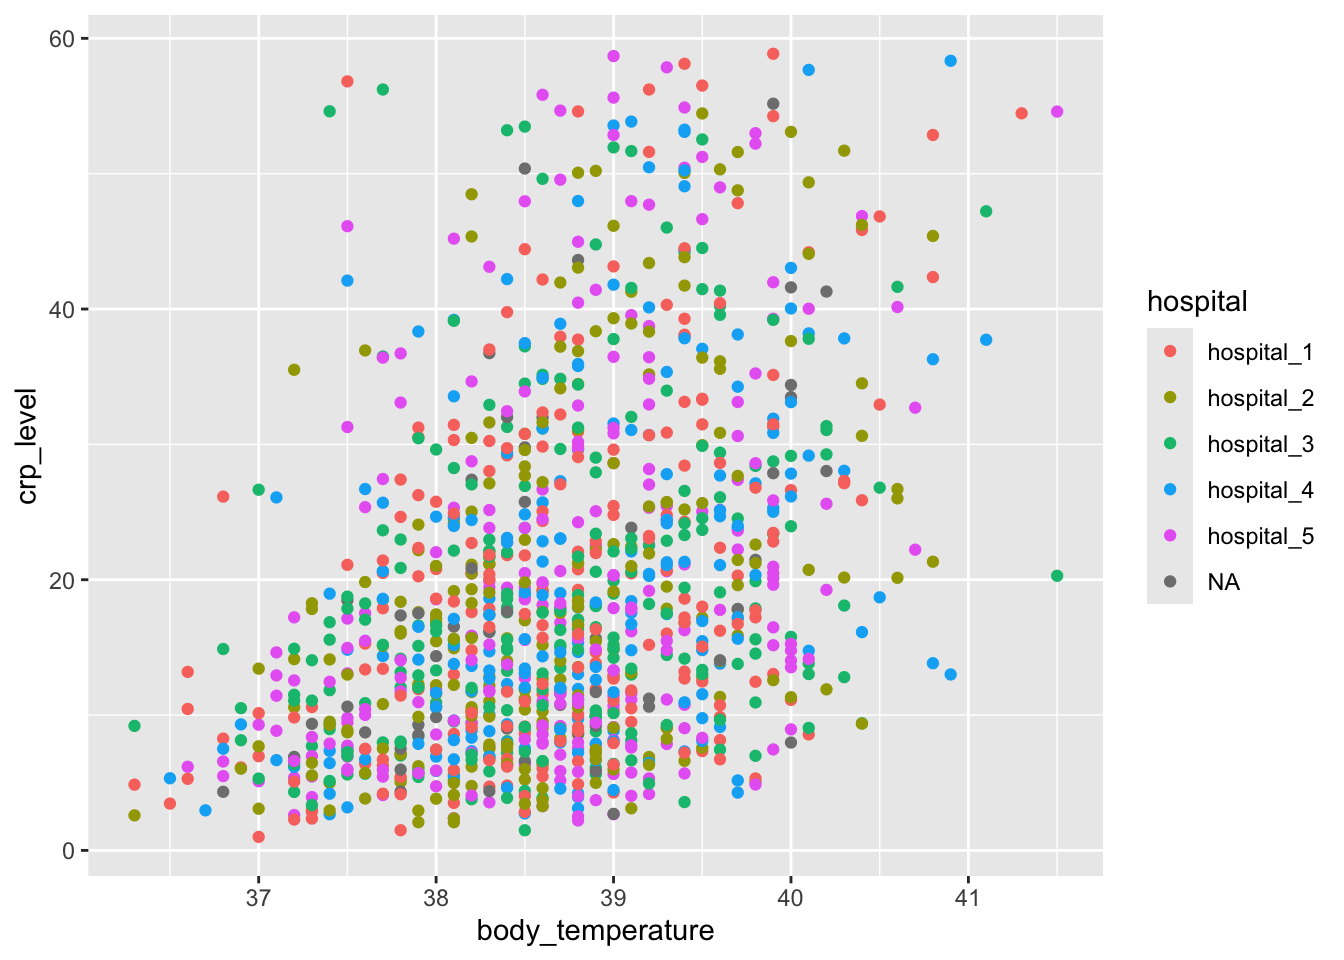 60
40
20
0
crp_level
37 38 39 40 41
body_temperature
hospital
hospital_1
hospital_2
hospital_3
hospital_4
hospital_5
NA